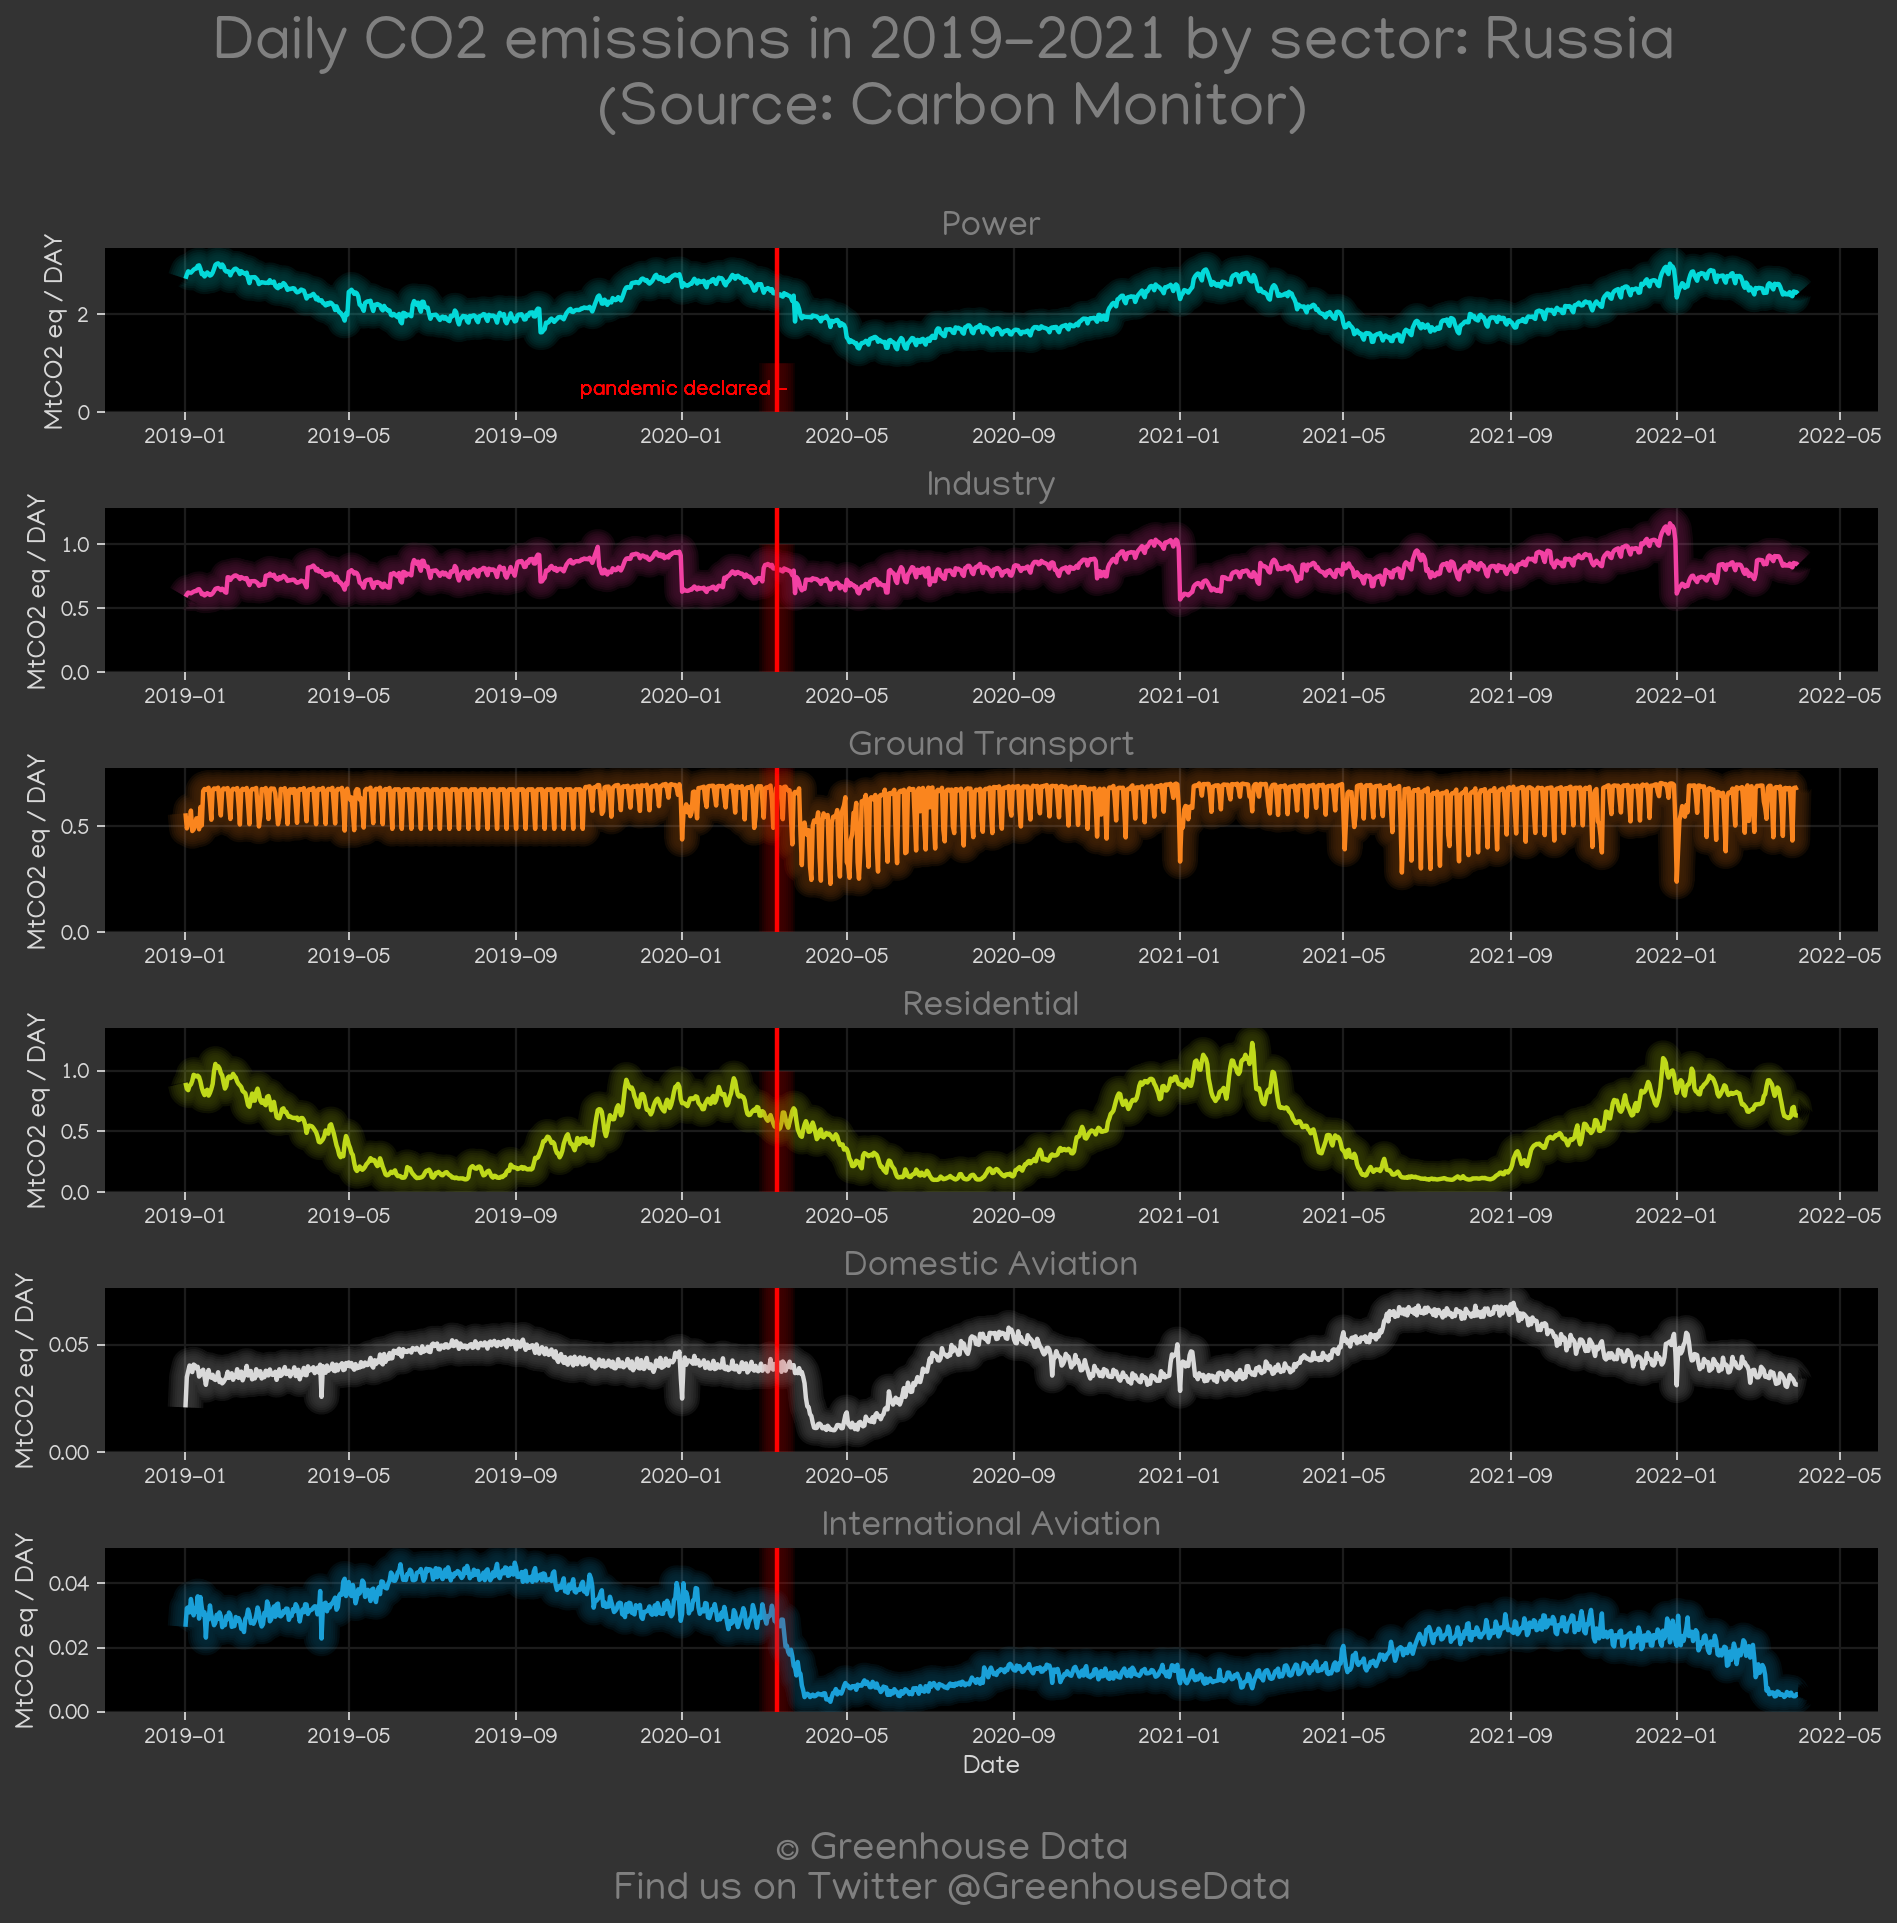 Daily CO2 emissions in 2019-2021 by sector: Russia
(Source: Carbon Monitor)
Power
MtCO2 eq / DAY
2
0
pandemic declared
2019-01 2019-05 2019-09 2020-01 2020-05 2020-09 2021-01 2021-05 2021-09 2022-01 2022-05
Industry
MtCO2 eq / DAY
1.0
0.5
0.0
2019-01 2019-05 2019-09 2020-01 2020-05 2020-09 2021-01 2021-05 2021-09 2022-01 2022-05
Ground Transport
MtCO2 eq / DAY
0.5
0.0
2019-01 2019-05 2019-09 2020-01 2020-05 2020-09 2021-01 2021-05 2021-09 2022-01 2022-05
Residential
MtCO2 eq / DAY
1.0
0.5
0.0
2019-01 2019-05 2019-09 2020-01 2020-05 2020-09 2021-01 2021-05 2021-09 2022-01 2022-05
Domestic Aviation
MtCO2 eq / DAY
0.05
0.00
2019-01 2019-05 2019-09 2020-01 2020-05 2020-09 2021-01 2021-05 2021-09 2022-01 2022-05
International Aviation
MtCO2 eq / DAY
0.04
0.02
0.00
2019-01 2019-05 2019-09 2020-01 2020-05 2020-09 2021-01 2021-05 2021-09 2022-01 2022-05
Date
© Greenhouse Data
Find us on Twitter @GreenhouseData